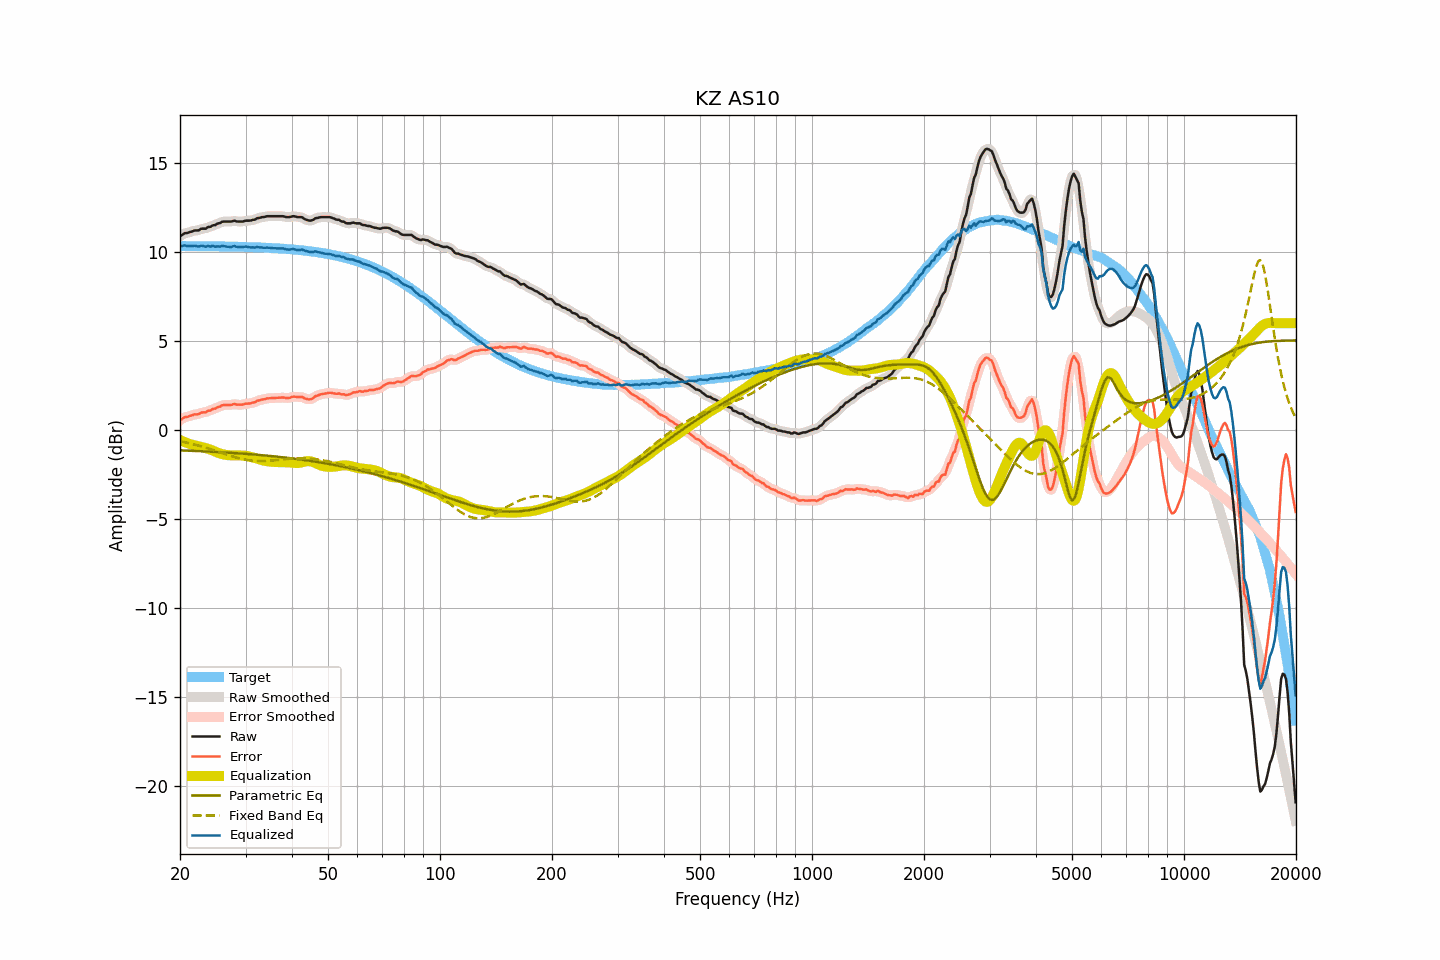 KZ AS10
15
10
5
0
−5
−10
−15
−20
Amplitude (dBr)
Target
Raw Smoothed
Error Smoothed
Raw
Error
Equalization
Parametric Eq
Fixed Band Eq
Equalized
20 50 100 200 500 1000 2000 5000 10000 20000
Frequency (Hz)